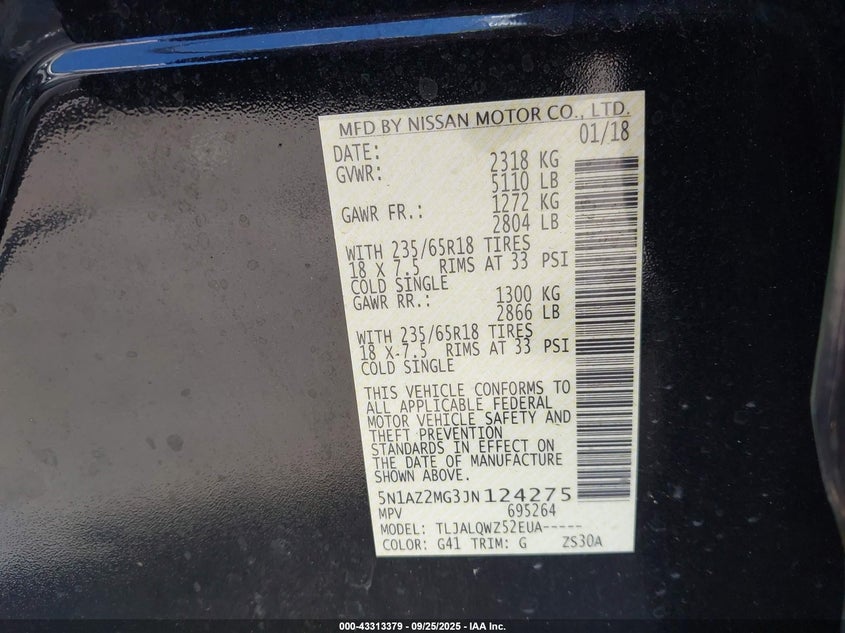 MFD BY NISSAN MOTOR CO., LTD.
DATE: 01/18
GVWR: 2318 KG
5110 LB
GAWR FR.: 1272 KG
2804 LB
WITH 235/65R18 TIRES
18 X 7.5 RIMS AT 33 PSI
COLD SINGLE
GAWR RR.: 1300 KG
2866 LB
WITH 235/65R18 TIRES
18 X 7.5 RIMS AT 33 PSI
COLD SINGLE
THIS VEHICLE CONFORMS TO
ALL APPLICABLE FEDERAL
MOTOR VEHICLE SAFETY AND
THEFT PREVENTION
STANDARDS IN EFFECT ON
THE DATE OF MANUFACTURE
SHOWN ABOVE.
5N1AZ2MG3JN124275
MPV 695264
MODEL: TLJALQWZ52EUA-----
COLOR: G41 TRIM: G ZS30A
000-43313379 - 09/25/2025 - IAA Inc.